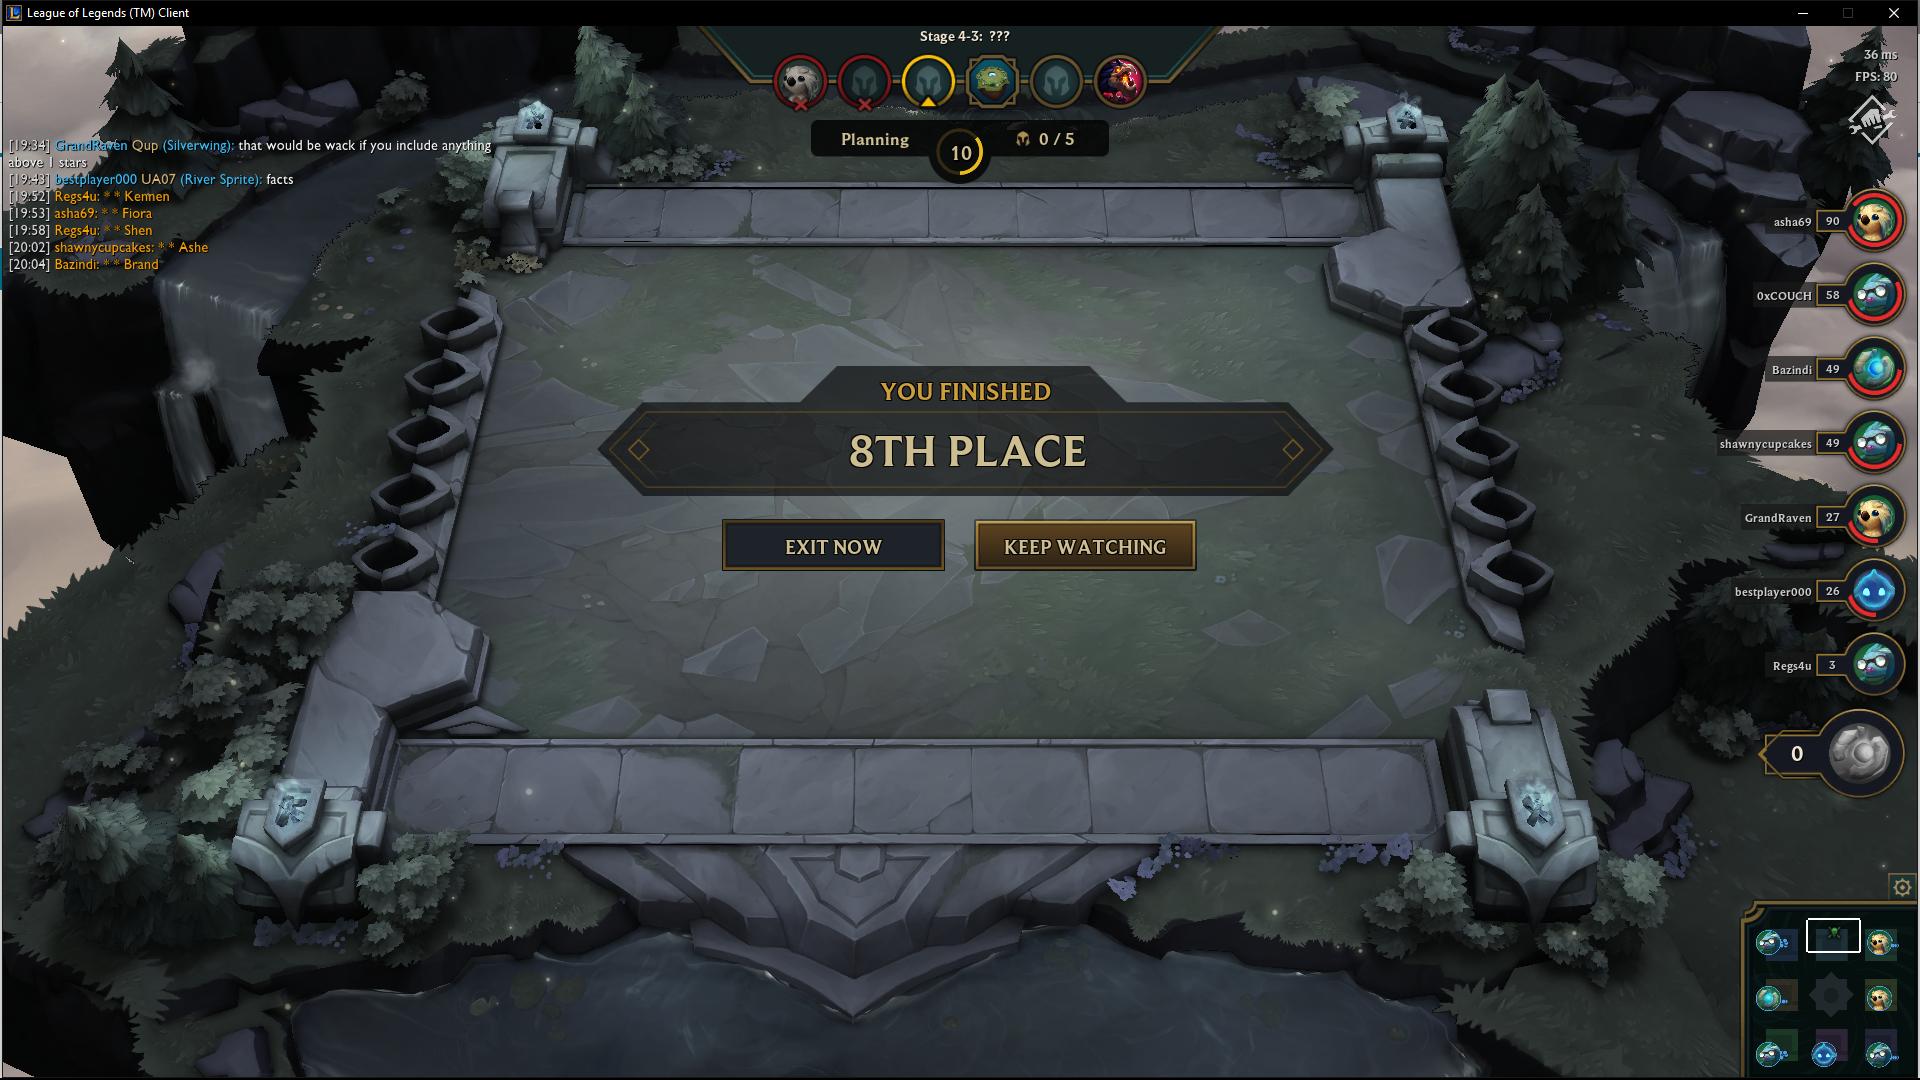 League of Legends (TM) Client
Stage 4-3: ???
36 ms
FPS: 80
Planning
10
0 / 5
[19:34] GrandRaven Qup (Silverwing): that would be wack if you include anything
above 1 stars
[19:43] bestplayer000 UA07 (River Sprite): facts
[19:52] Regs4u: * * Kemen
[19:53] asha69: * * Fiora
[19:58] Regs4u: * * Shen
[20:02] shawnycupcakes: * * Ashe
[20:04] Bazindi: * * Brand
asha69 90
0xCOUCH 58
Bazindi 49
shawnycupcakes 49
GrandRaven 27
bestplayer000 26
Regs4u 3
0
YOU FINISHED
8TH PLACE
EXIT NOW
KEEP WATCHING